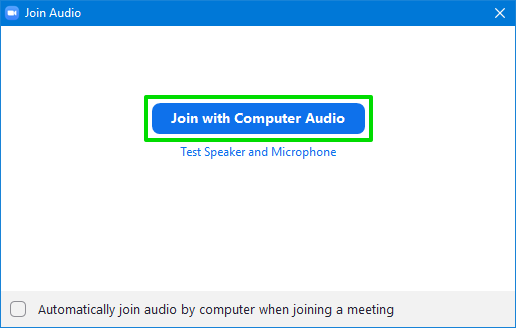 Join Audio
Join with Computer Audio
Test Speaker and Microphone
Automatically join audio by computer when joining a meeting